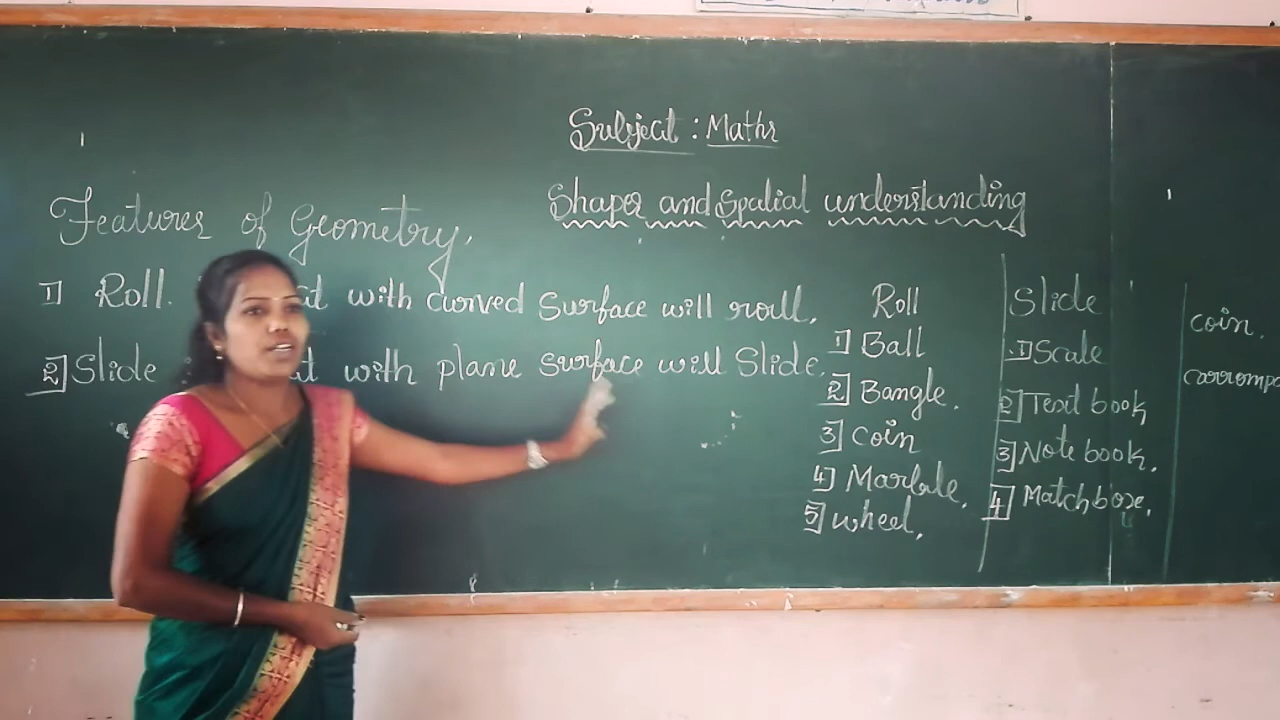 Subject : Maths
Shapes and Spatial understanding
Features of Geometry,
1] Roll. with curved surface will roll,
2] Slide : with plane surface will Slide.
Roll
1] Ball
2] Bangle.
3] Coin
4] Marble,
5] wheel,
Slide
1] Scale
2] Text book
3] Note book,
4] Match box,
coin,